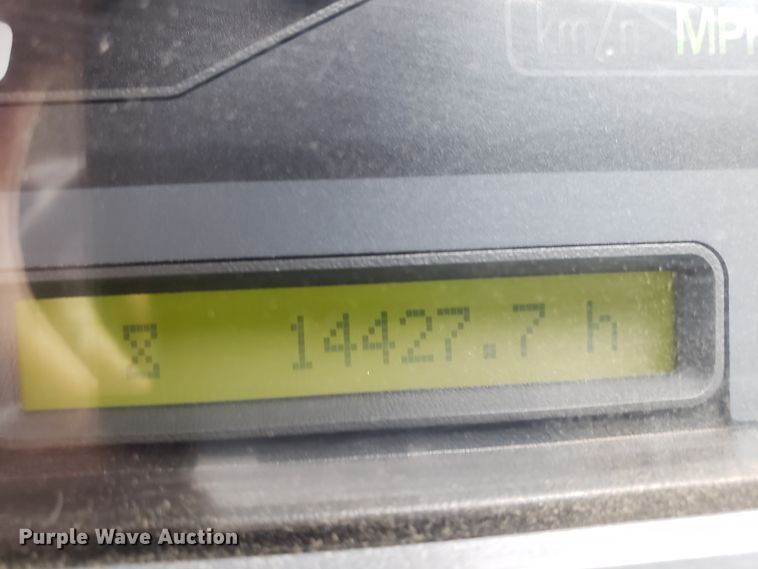 km/h MPH
14427.7 h
Purple Wave Auction